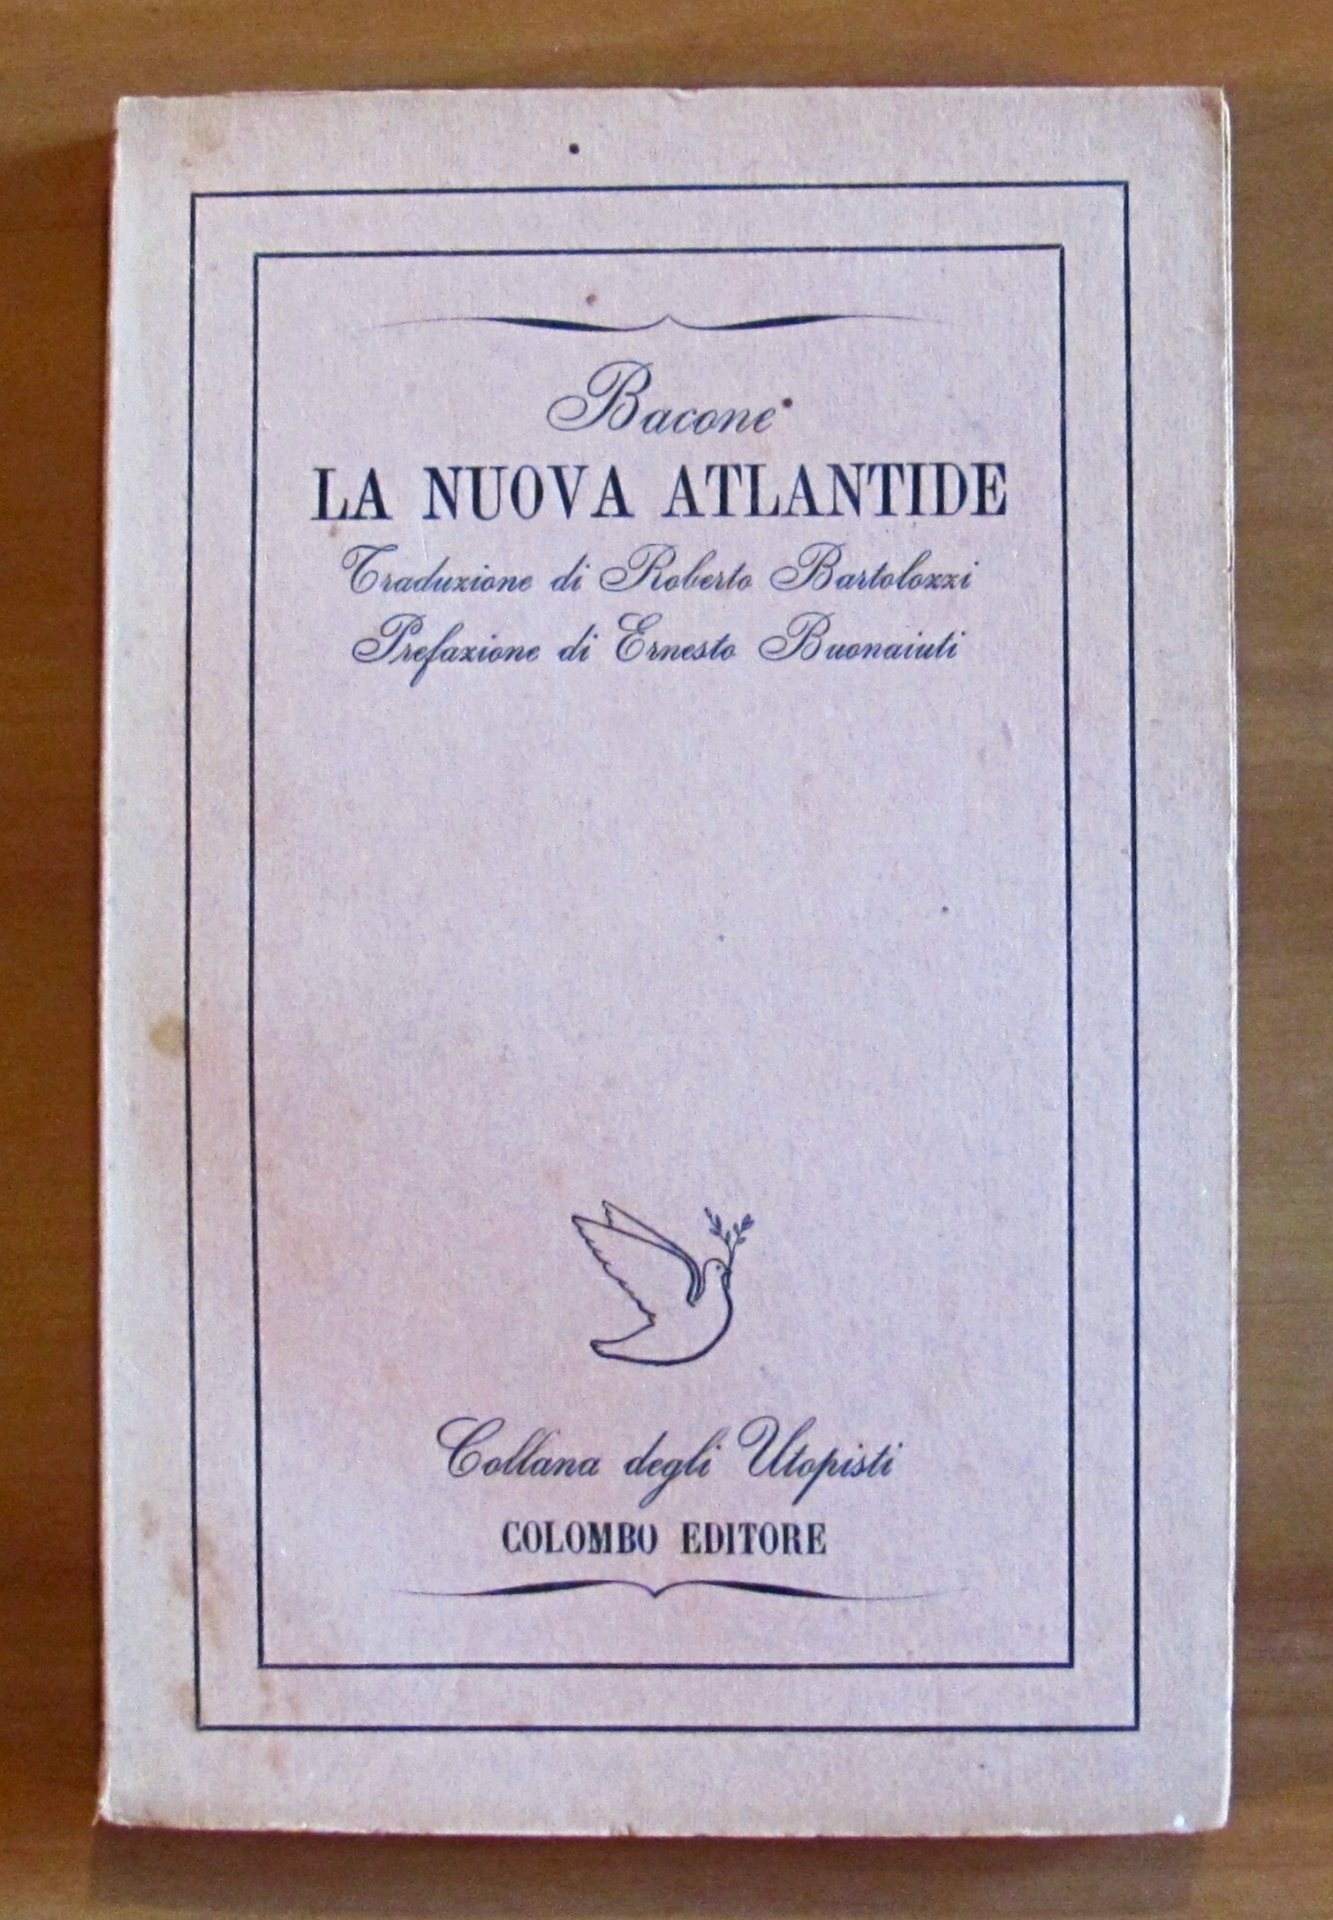 Bacone
LA NUOVA ATLANTIDE
Traduzione di Roberto Bartolozzi
Prefazione di Ernesto Buonaiuti
Collana degli Utopisti
COLOMBO EDITORE